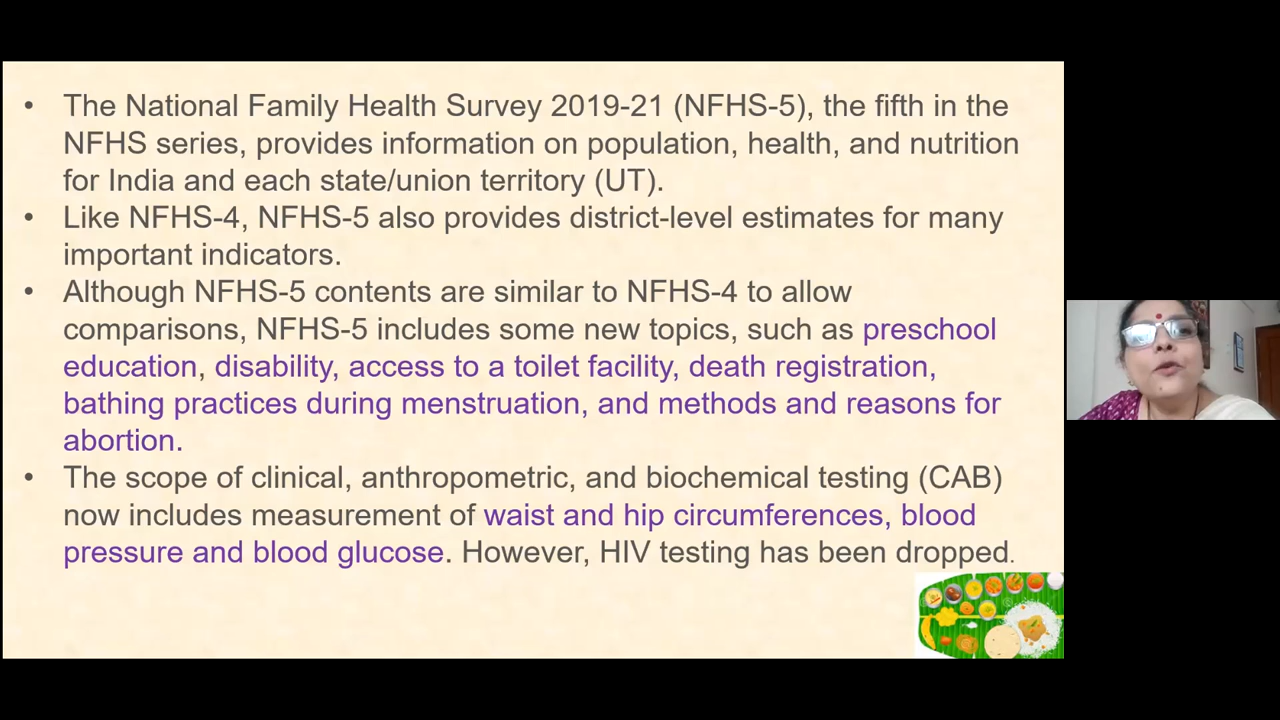 • The National Family Health Survey 2019-21 (NFHS-5), the fifth in the
NFHS series, provides information on population, health, and nutrition
for India and each state/union territory (UT).
• Like NFHS-4, NFHS-5 also provides district-level estimates for many
important indicators.
• Although NFHS-5 contents are similar to NFHS-4 to allow
comparisons, NFHS-5 includes some new topics, such as preschool
education, disability, access to a toilet facility, death registration,
bathing practices during menstruation, and methods and reasons for
abortion.
• The scope of clinical, anthropometric, and biochemical testing (CAB)
now includes measurement of waist and hip circumferences, blood
pressure and blood glucose. However, HIV testing has been dropped.